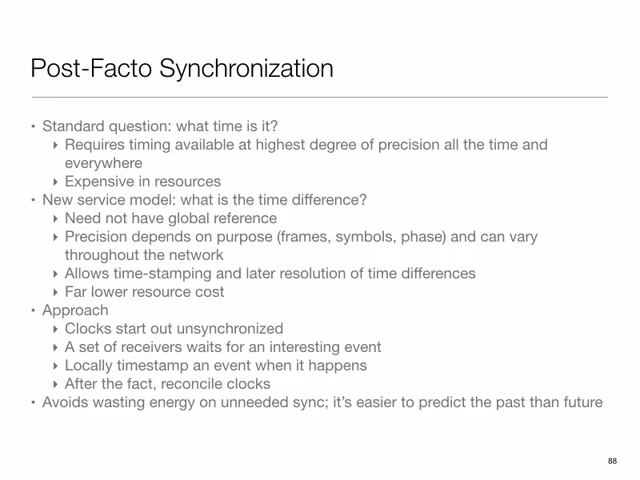 Post-Facto Synchronization
• Standard question: what time is it?
▸ Requires timing available at highest degree of precision all the time and
everywhere
▸ Expensive in resources
• New service model: what is the time difference?
▸ Need not have global reference
▸ Precision depends on purpose (frames, symbols, phase) and can vary
throughout the network
▸ Allows time-stamping and later resolution of time differences
▸ Far lower resource cost
• Approach
▸ Clocks start out unsynchronized
▸ A set of receivers waits for an interesting event
▸ Locally timestamp an event when it happens
▸ After the fact, reconcile clocks
• Avoids wasting energy on unneeded sync; it's easier to predict the past than future
88